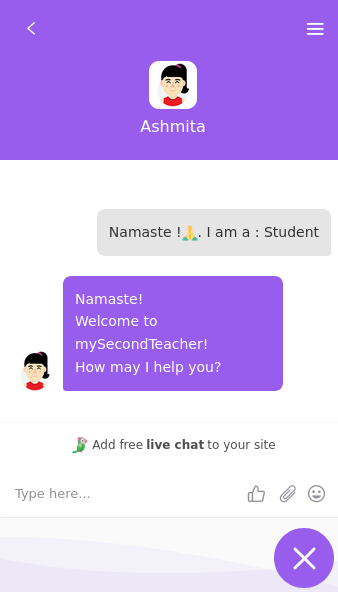 Ashmita
Namaste !🙏. I am a : Student
Namaste!
Welcome to
mySecondTeacher!
How may I help you?
Add free live chat to your site
Type here...